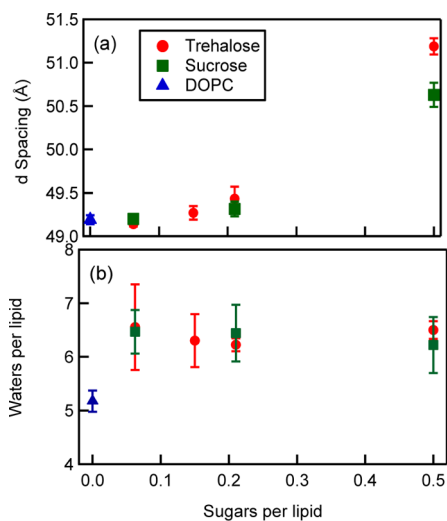 (a)
Trehalose
Sucrose
DOPC
d Spacing (Å)
51.5
51.0
50.5
50.0
49.5
49.0
(b)
Waters per lipid
8
7
6
5
4
0.0 0.1 0.2 0.3 0.4 0.5
Sugars per lipid